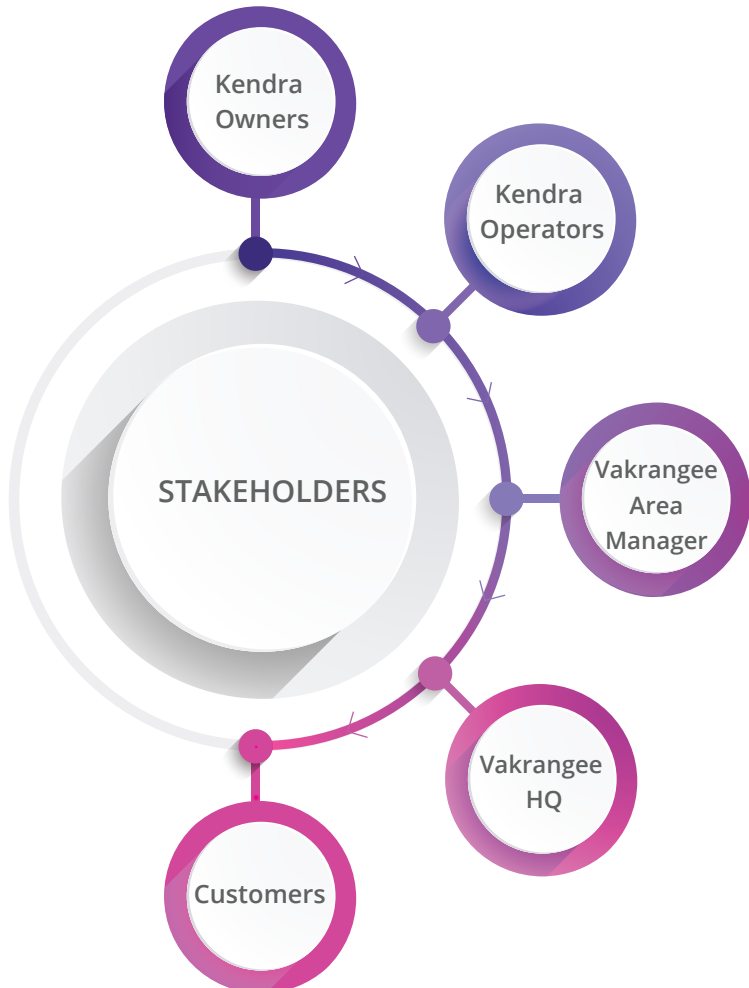 Kendra
Owners
Kendra
Operators
Vakrangee
Area
Manager
STAKEHOLDERS
Vakrangee
HQ
Customers